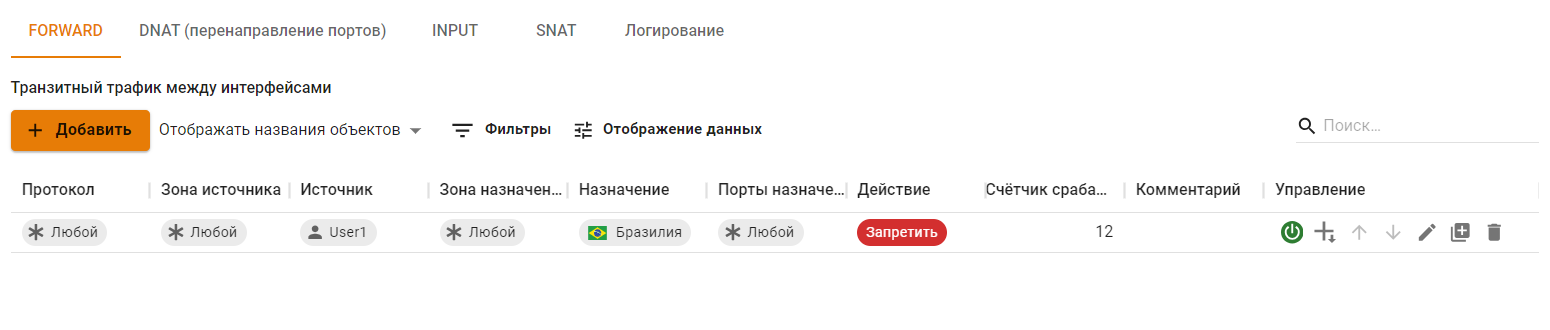 FORWARD DNAT (перенаправление портов) INPUT SNAT Логирование
Транзитный трафик между интерфейсами
Добавить Отображать названия объектов Фильтры Отображение данных Поиск...
Протокол Зона источника Источник Зона назначен... Назначение Порты назначе... Действие Счётчик сраба... Комментарий Управление
Любой Любой User1 Любой Бразилия Любой Запретить 12